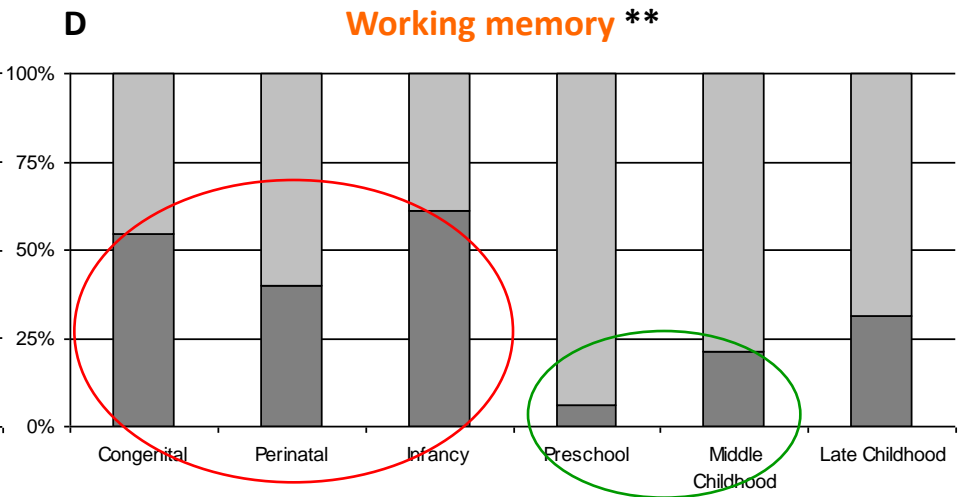 D
Working memory **
100%
75%
50%
25%
0%
Congenital
Perinatal
Infancy
Preschool
Middle
Childhood
Late Childhood